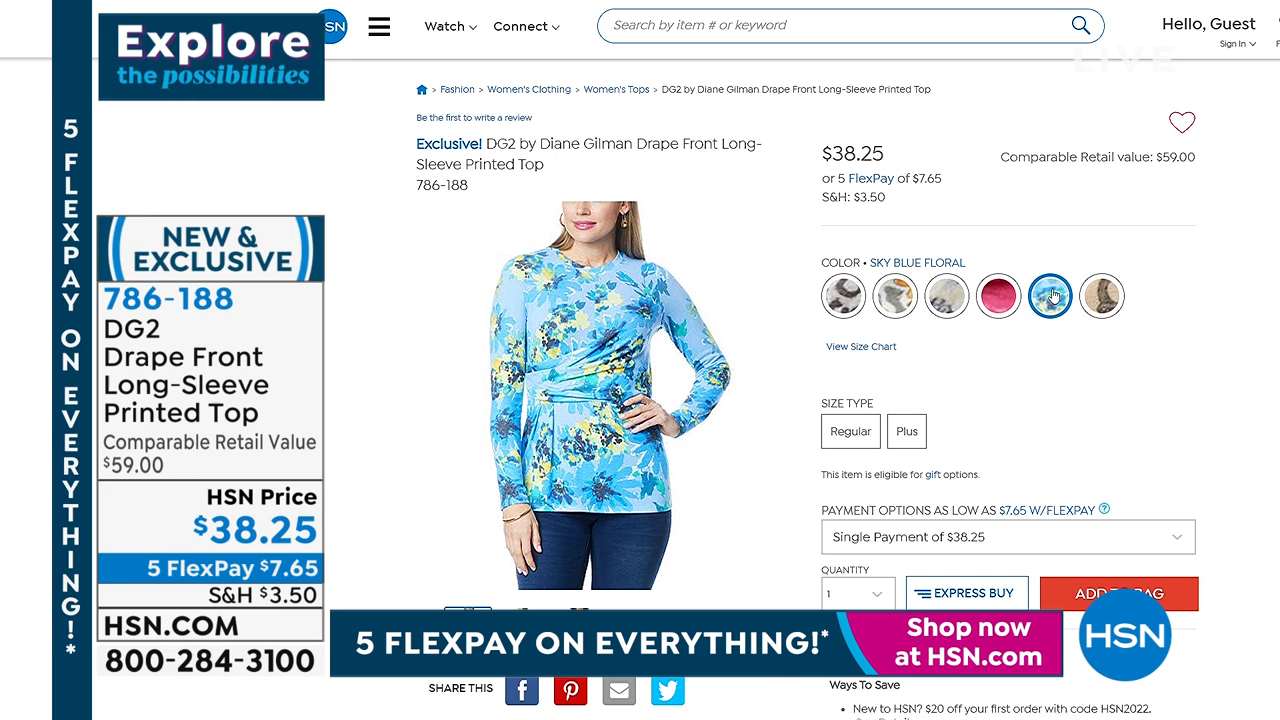 Explore
the possibilities
5 FLEXPAY ON EVERYTHING!*
NEW &
EXCLUSIVE
786-188
DG2
Drape Front
Long-Sleeve
Printed Top
Comparable Retail Value
$59.00
HSN Price
$38.25
5 FlexPay $7.65
S&H $3.50
HSN.COM
800-284-3100
SN
Watch
Connect
Search by item # or keyword
Hello, Guest
Sign In
F
LIVE
> Fashion > Women's Clothing > Women's Tops > DG2 by Diane Gilman Drape Front Long-Sleeve Printed Top
Be the first to write a review
Exclusive! DG2 by Diane Gilman Drape Front Long-
Sleeve Printed Top
786-188
$38.25
Comparable Retail value: $59.00
or 5 FlexPay of $7.65
S&H: $3.50
COLOR • SKY BLUE FLORAL
View Size Chart
SIZE TYPE
Regular
Plus
This item is eligible for gift options.
PAYMENT OPTIONS AS LOW AS $7.65 W/FLEXPAY ?
Single Payment of $38.25
QUANTITY
1
EXPRESS BUY
ADD TO BAG
5 FLEXPAY ON EVERYTHING!*
Shop now
at HSN.com
HSN
SHARE THIS
Ways To Save
• New to HSN? $20 off your first order with code HSN2022.